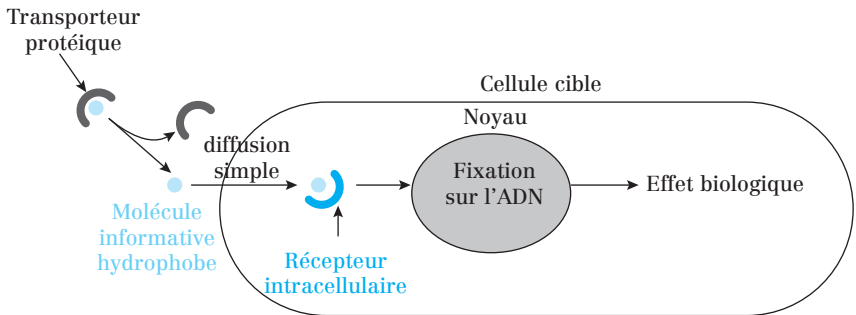 Transporteur
protéique
Cellule cible
Noyau
diffusion
simple
Fixation
sur l'ADN
Effet biologique
Molécule
informative
hydrophobe
Récepteur
intracellulaire